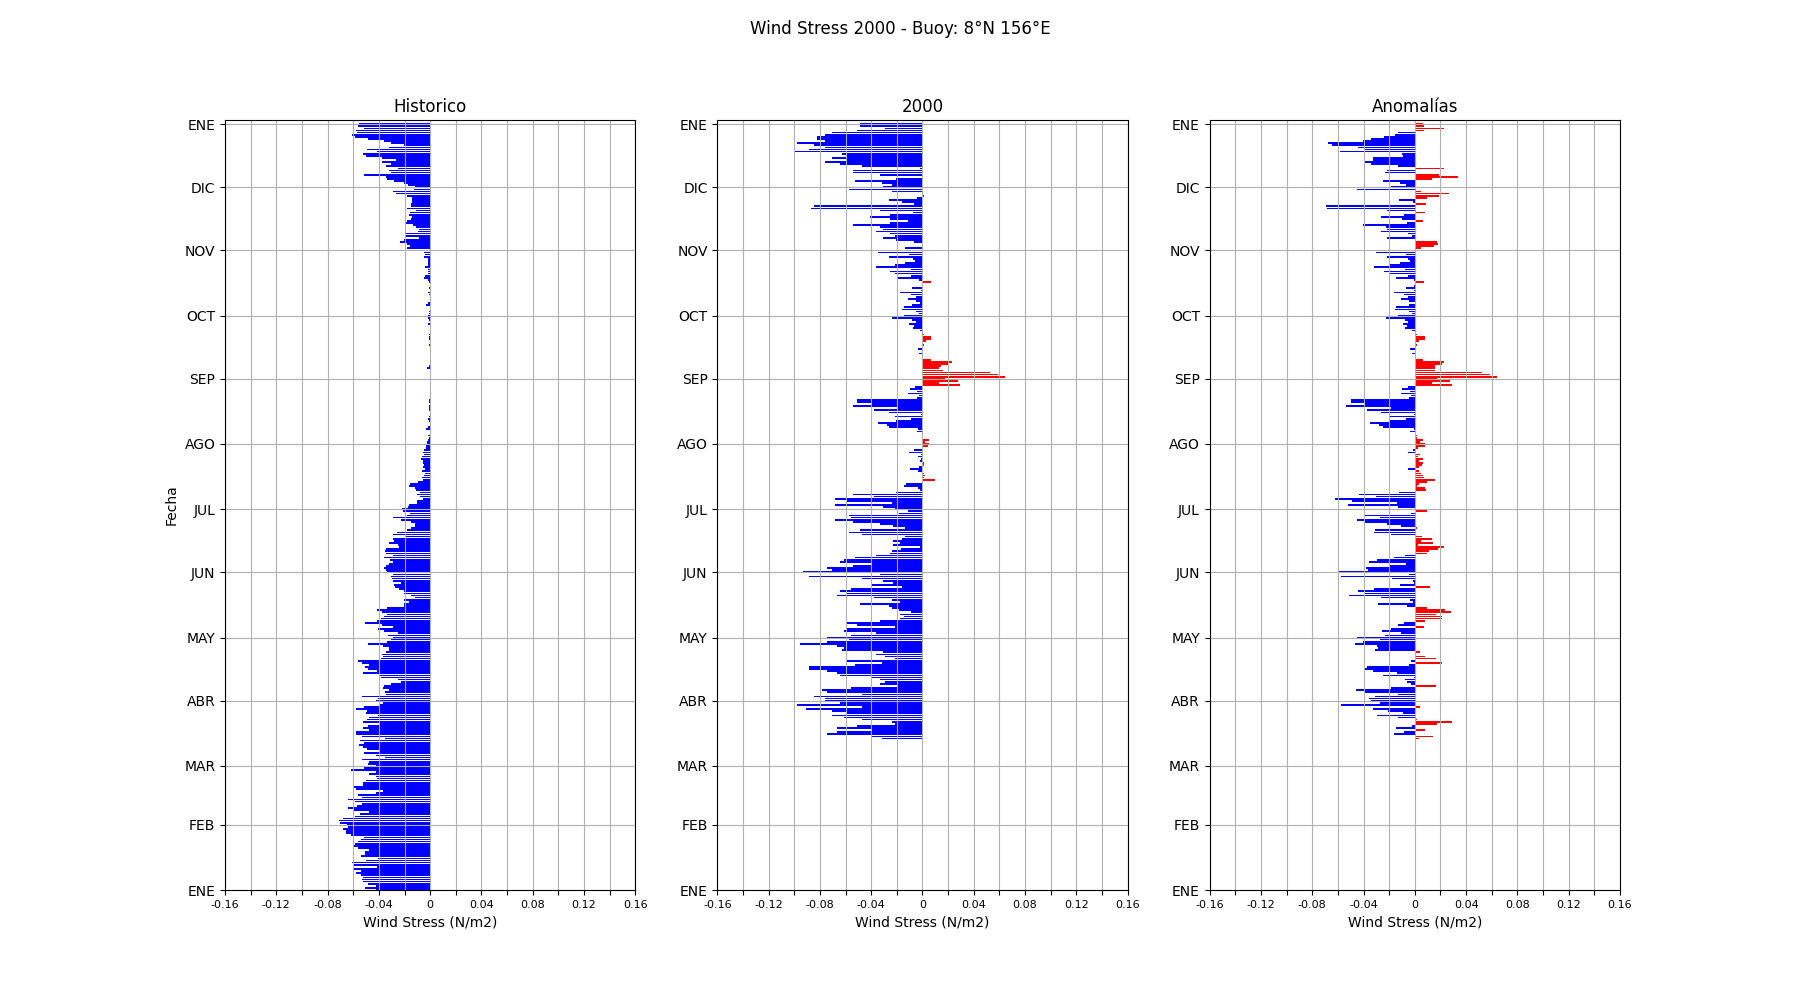 Wind Stress 2000 - Buoy: 8°N 156°E
Historico
2000
Anomalías
Fecha
ENE
DIC
NOV
OCT
SEP
AGO
JUL
JUN
MAY
ABR
MAR
FEB
ENE
-0.16 -0.12 -0.08 -0.04 0 0.04 0.08 0.12 0.16
Wind Stress (N/m2)
ENE
DIC
NOV
OCT
SEP
AGO
JUL
JUN
MAY
ABR
MAR
FEB
ENE
-0.16 -0.12 -0.08 -0.04 0 0.04 0.08 0.12 0.16
Wind Stress (N/m2)
ENE
DIC
NOV
OCT
SEP
AGO
JUL
JUN
MAY
ABR
MAR
FEB
ENE
-0.16 -0.12 -0.08 -0.04 0 0.04 0.08 0.12 0.16
Wind Stress (N/m2)